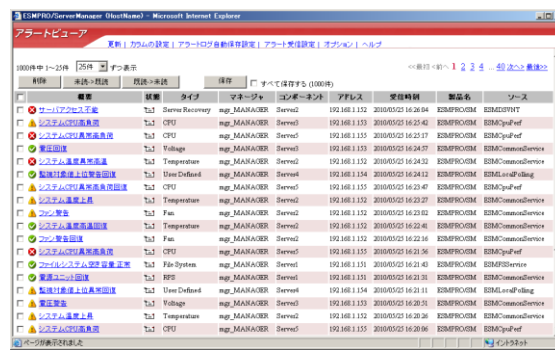 ESMPRO/ServerManager (HostName) - Microsoft Internet Explorer
アラートビューア
更新 | カラムの設定 | アラートログ自動保存設定 | アラート受信設定 | オプション | ヘルプ
1000件中 1～25件 25件 ずつ表示 <<最初 <前へ 1 2 3 4 ... 40 次へ> 最後>>
削除 未読->既読 既読->未読 保存 すべて保存する (1000件)
概要 状態 タイプ マネージャ コンポーネント アドレス 受信時刻 製品名 ソース
サーバアクセス不能 Server Recovery mgr_MANAGER Server2 192.168.1.152 2010/05/25 16:26:04 ESMPRO/SM ESMDSVNT
システムCPU高負荷 CPU mgr_MANAGER Server3 192.168.1.153 2010/05/25 16:25:42 ESMPRO/SM ESMCpuPerf
システムCPU異常高負荷 CPU mgr_MANAGER Server5 192.168.1.155 2010/05/25 16:25:17 ESMPRO/SM ESMCpuPerf
電圧回復 Voltage mgr_MANAGER Server3 192.168.1.153 2010/05/25 16:24:57 ESMPRO/SM ESMCommonService
システム温度異常高温 Temperature mgr_MANAGER Server2 192.168.1.152 2010/05/25 16:24:32 ESMPRO/SM ESMCommonService
監視対象値上位警告回復 User Defined mgr_MANAGER Server4 192.168.1.154 2010/05/25 16:24:12 ESMPRO/SM ESMLocalPolling
システムCPU異常高負荷回復 CPU mgr_MANAGER Server5 192.168.1.155 2010/05/25 16:23:47 ESMPRO/SM ESMCpuPerf
システム温度上昇 Temperature mgr_MANAGER Server2 192.168.1.152 2010/05/25 16:23:27 ESMPRO/SM ESMCommonService
ファン警告 Fan mgr_MANAGER Server2 192.168.1.152 2010/05/25 16:23:02 ESMPRO/SM ESMCommonService
システム温度高温回復 Temperature mgr_MANAGER Server2 192.168.1.152 2010/05/25 16:22:41 ESMPRO/SM ESMCommonService
ファン警告回復 Fan mgr_MANAGER Server2 192.168.1.152 2010/05/25 16:22:16 ESMPRO/SM ESMCommonService
システムCPU異常高負荷 CPU mgr_MANAGER Server5 192.168.1.155 2010/05/25 16:21:56 ESMPRO/SM ESMCpuPerf
ファイルシステム空き容量:正常 File System mgr_MANAGER Server1 192.168.1.151 2010/05/25 16:21:43 ESMPRO/SM ESMFSService
電源ユニット回復 RPS mgr_MANAGER Server1 192.168.1.151 2010/05/25 16:21:31 ESMPRO/SM ESMCommonService
監視対象値上位異常回復 User Defined mgr_MANAGER Server4 192.168.1.154 2010/05/25 16:21:11 ESMPRO/SM ESMLocalPolling
電圧警告 Voltage mgr_MANAGER Server3 192.168.1.153 2010/05/25 16:20:51 ESMPRO/SM ESMCommonService
システム温度上昇 Temperature mgr_MANAGER Server2 192.168.1.152 2010/05/25 16:20:26 ESMPRO/SM ESMCommonService
システムCPU高負荷 CPU mgr_MANAGER Server5 192.168.1.155 2010/05/25 16:20:06 ESMPRO/SM ESMCpuPerf
ページが表示されました イントラネット